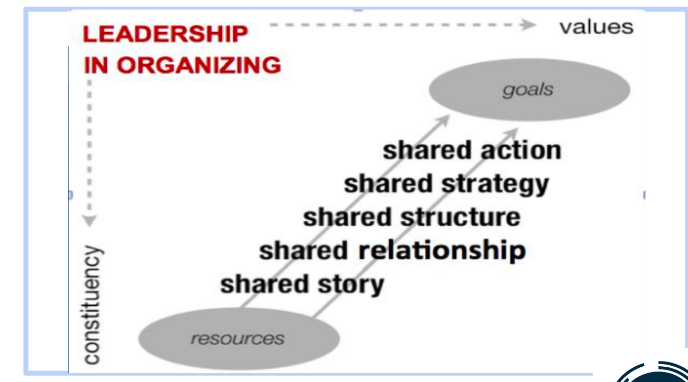 LEADERSHIP
IN ORGANIZING
values
goals
shared action
shared strategy
shared structure
shared relationship
shared story
constituency
resources